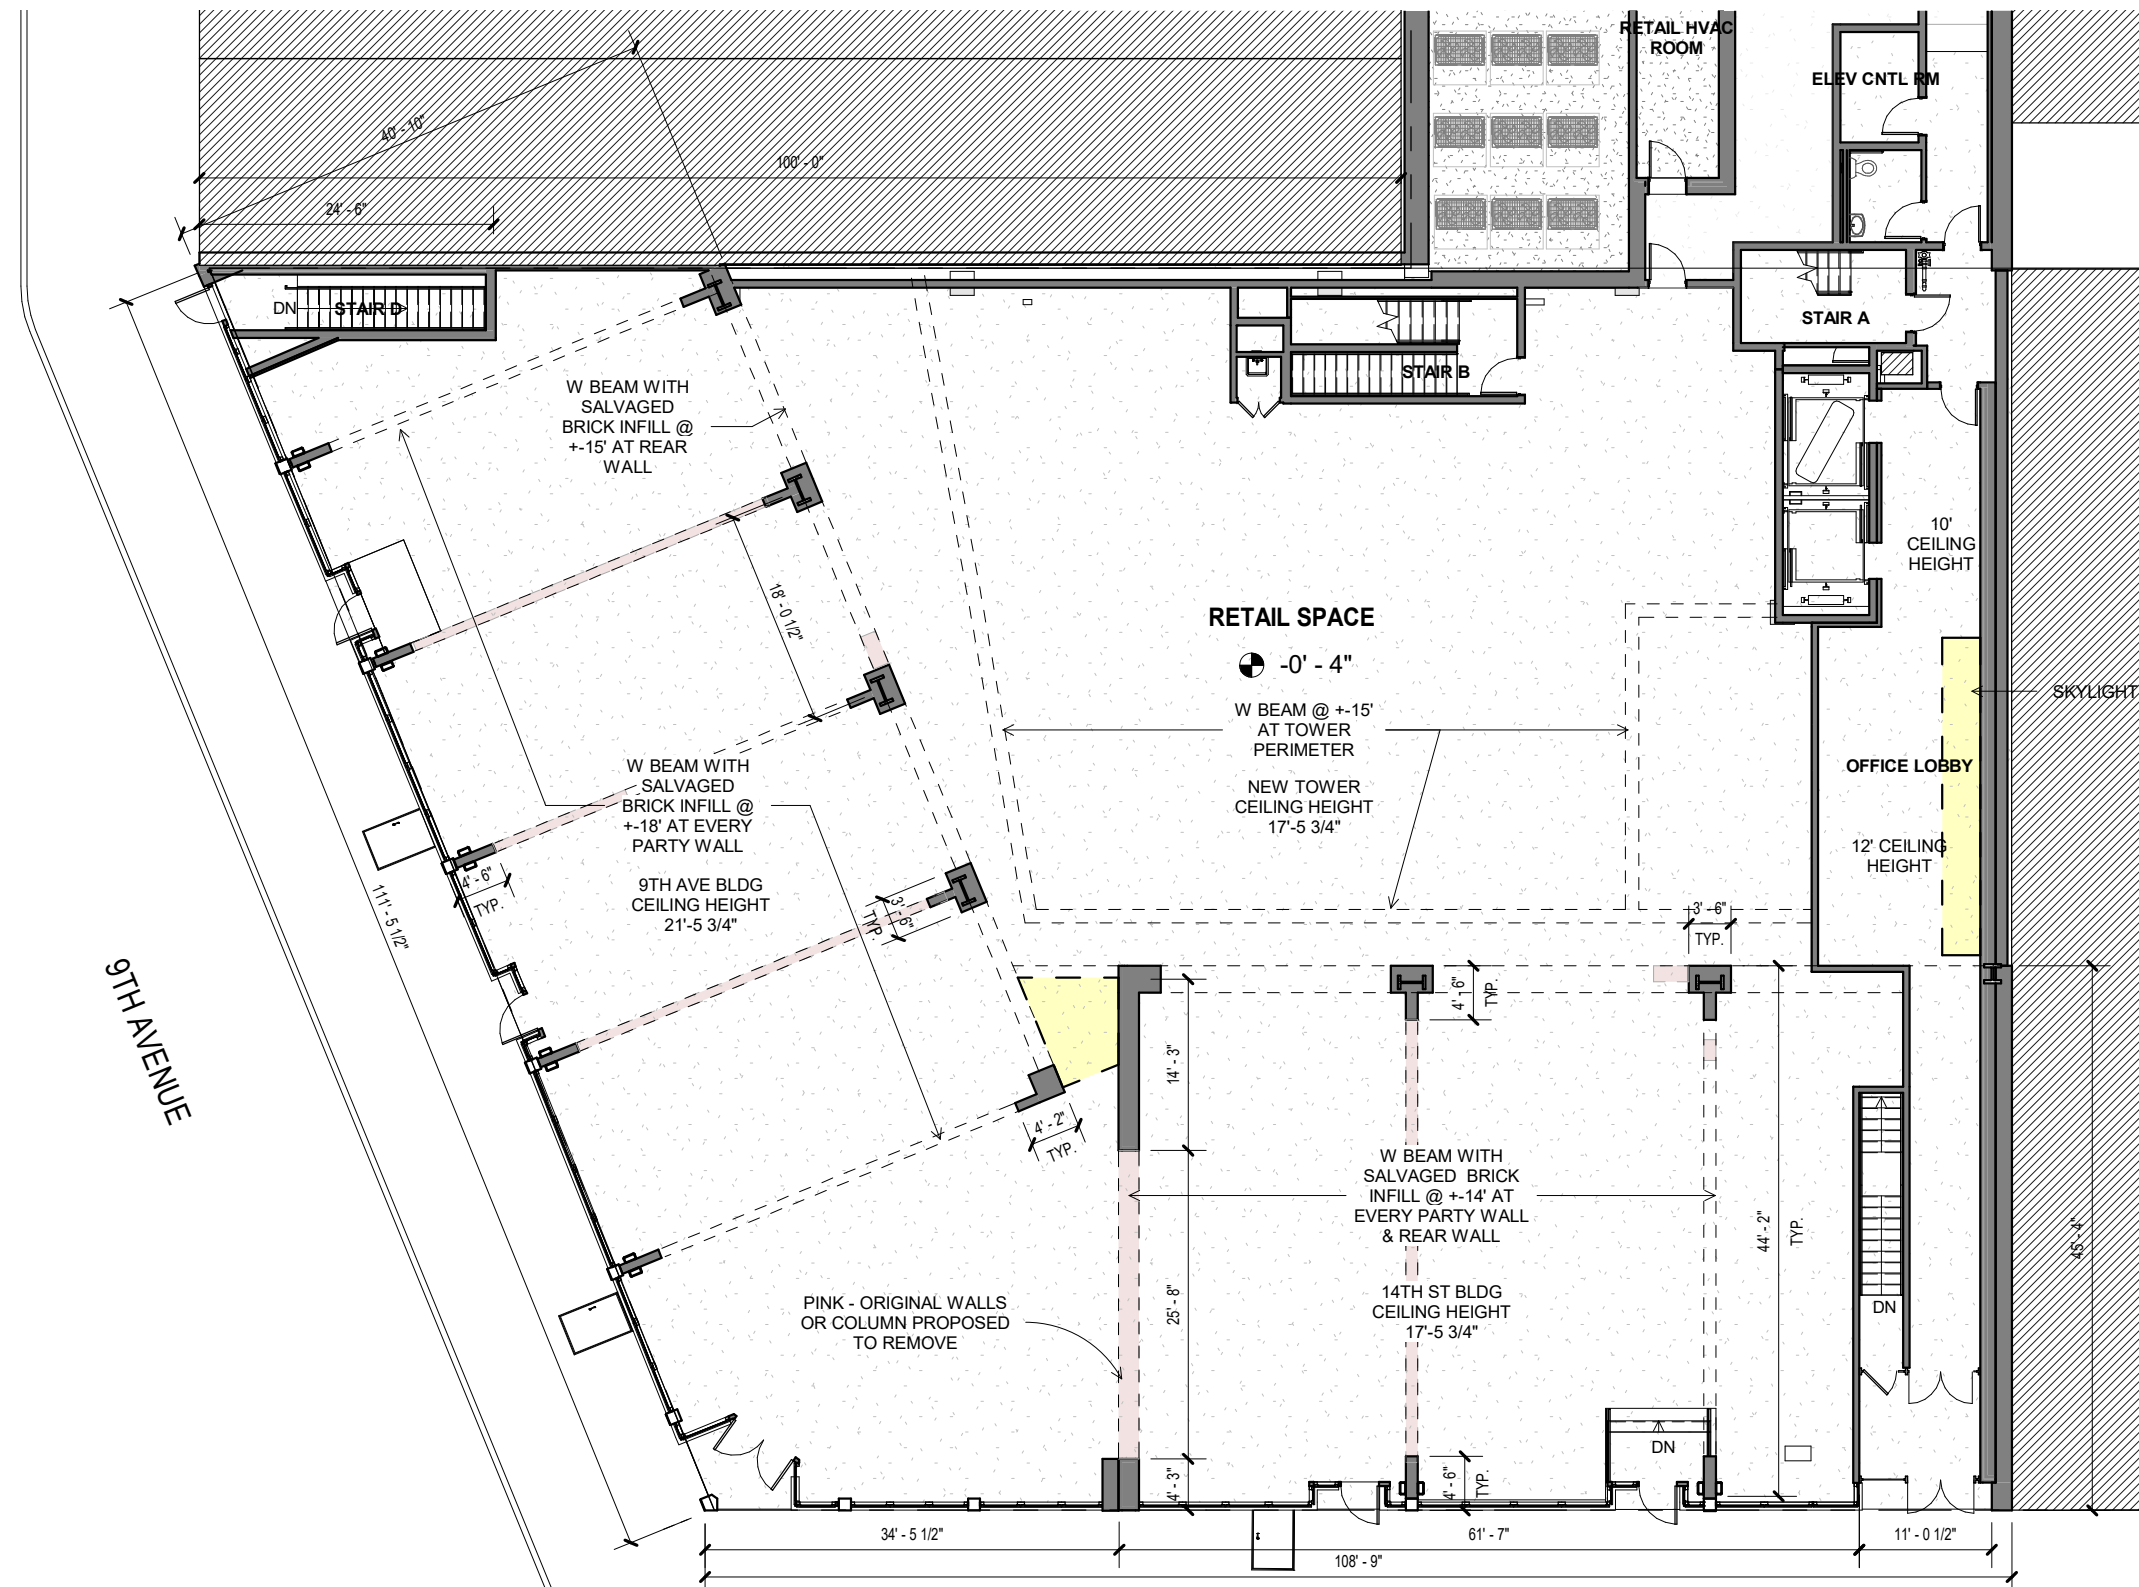 RETAIL HVAC
ROOM
ELEV CNTL RM
40' - 10"
100' - 0"
24' - 6"
DN
STAIR D
STAIR A
STAIR B
W BEAM WITH
SALVAGED
BRICK INFILL @
+-15' AT REAR
WALL
10'
CEILING
HEIGHT
18' - 0 1/2"
RETAIL SPACE
-0' - 4"
SKYLIGHT
W BEAM @ +-15'
AT TOWER
PERIMETER
NEW TOWER
CEILING HEIGHT
17'-5 3/4"
OFFICE LOBBY
12' CEILING
HEIGHT
W BEAM WITH
SALVAGED
BRICK INFILL @
+-18' AT EVERY
PARTY WALL
9TH AVE BLDG
CEILING HEIGHT
21'-5 3/4"
4' - 6"
TYP.
3' - 6"
TYP.
3' - 6"
TYP.
111' - 5 1/2"
9TH AVENUE
4' - 6"
TYP.
14' - 3"
4' - 2"
TYP.
W BEAM WITH
SALVAGED BRICK
INFILL @ +-14' AT
EVERY PARTY WALL
& REAR WALL
44' - 2"
TYP.
45' - 4"
14TH ST BLDG
CEILING HEIGHT
17'-5 3/4"
25' - 8"
PINK - ORIGINAL WALLS
OR COLUMN PROPOSED
TO REMOVE
DN
DN
4' - 3"
4' - 6"
TYP.
34' - 5 1/2"
61' - 7"
11' - 0 1/2"
108' - 9"